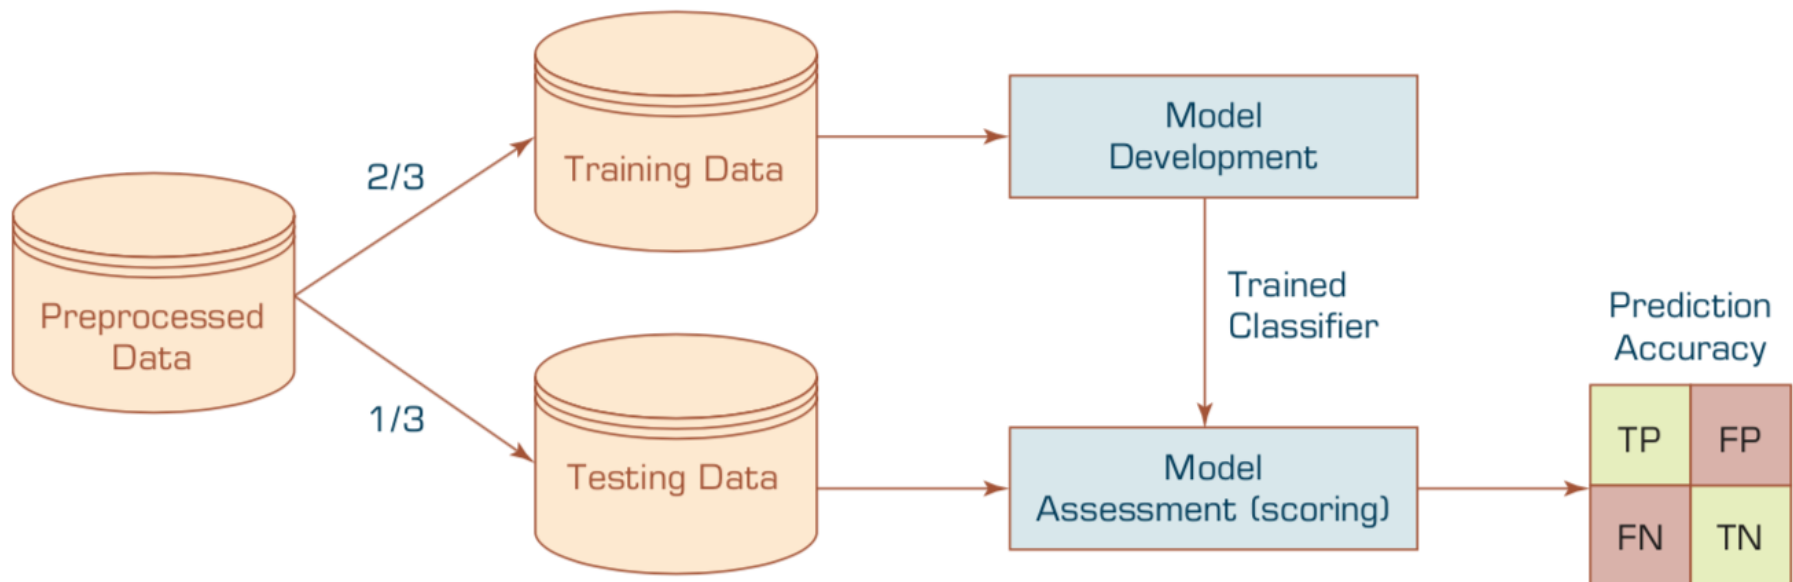 Preprocessed
Data
2/3
1/3
Training Data
Testing Data
Model
Development
Trained
Classifier
Model
Assessment (scoring)
Prediction
Accuracy
TP FP
FN TN